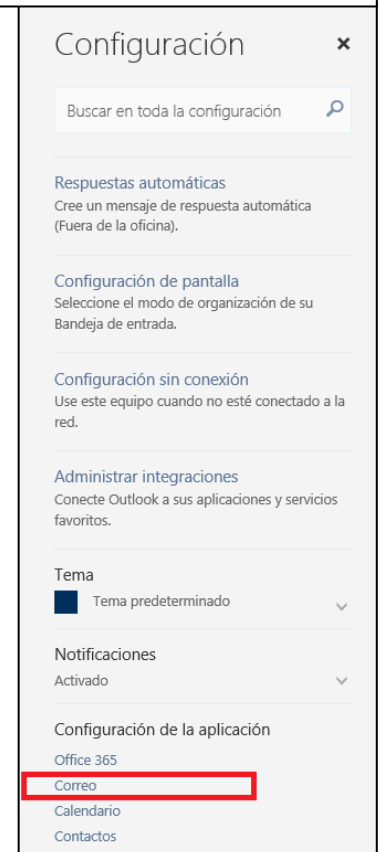 Configuración
Buscar en toda la configuración
Respuestas automáticas
Cree un mensaje de respuesta automática
(Fuera de la oficina).
Configuración de pantalla
Seleccione el modo de organización de su
Bandeja de entrada.
Configuración sin conexión
Use este equipo cuando no esté conectado a la
red.
Administrar integraciones
Conecte Outlook a sus aplicaciones y servicios
favoritos.
Tema
Tema predeterminado
Notificaciones
Activado
Configuración de la aplicación
Office 365
Correo
Calendario
Contactos